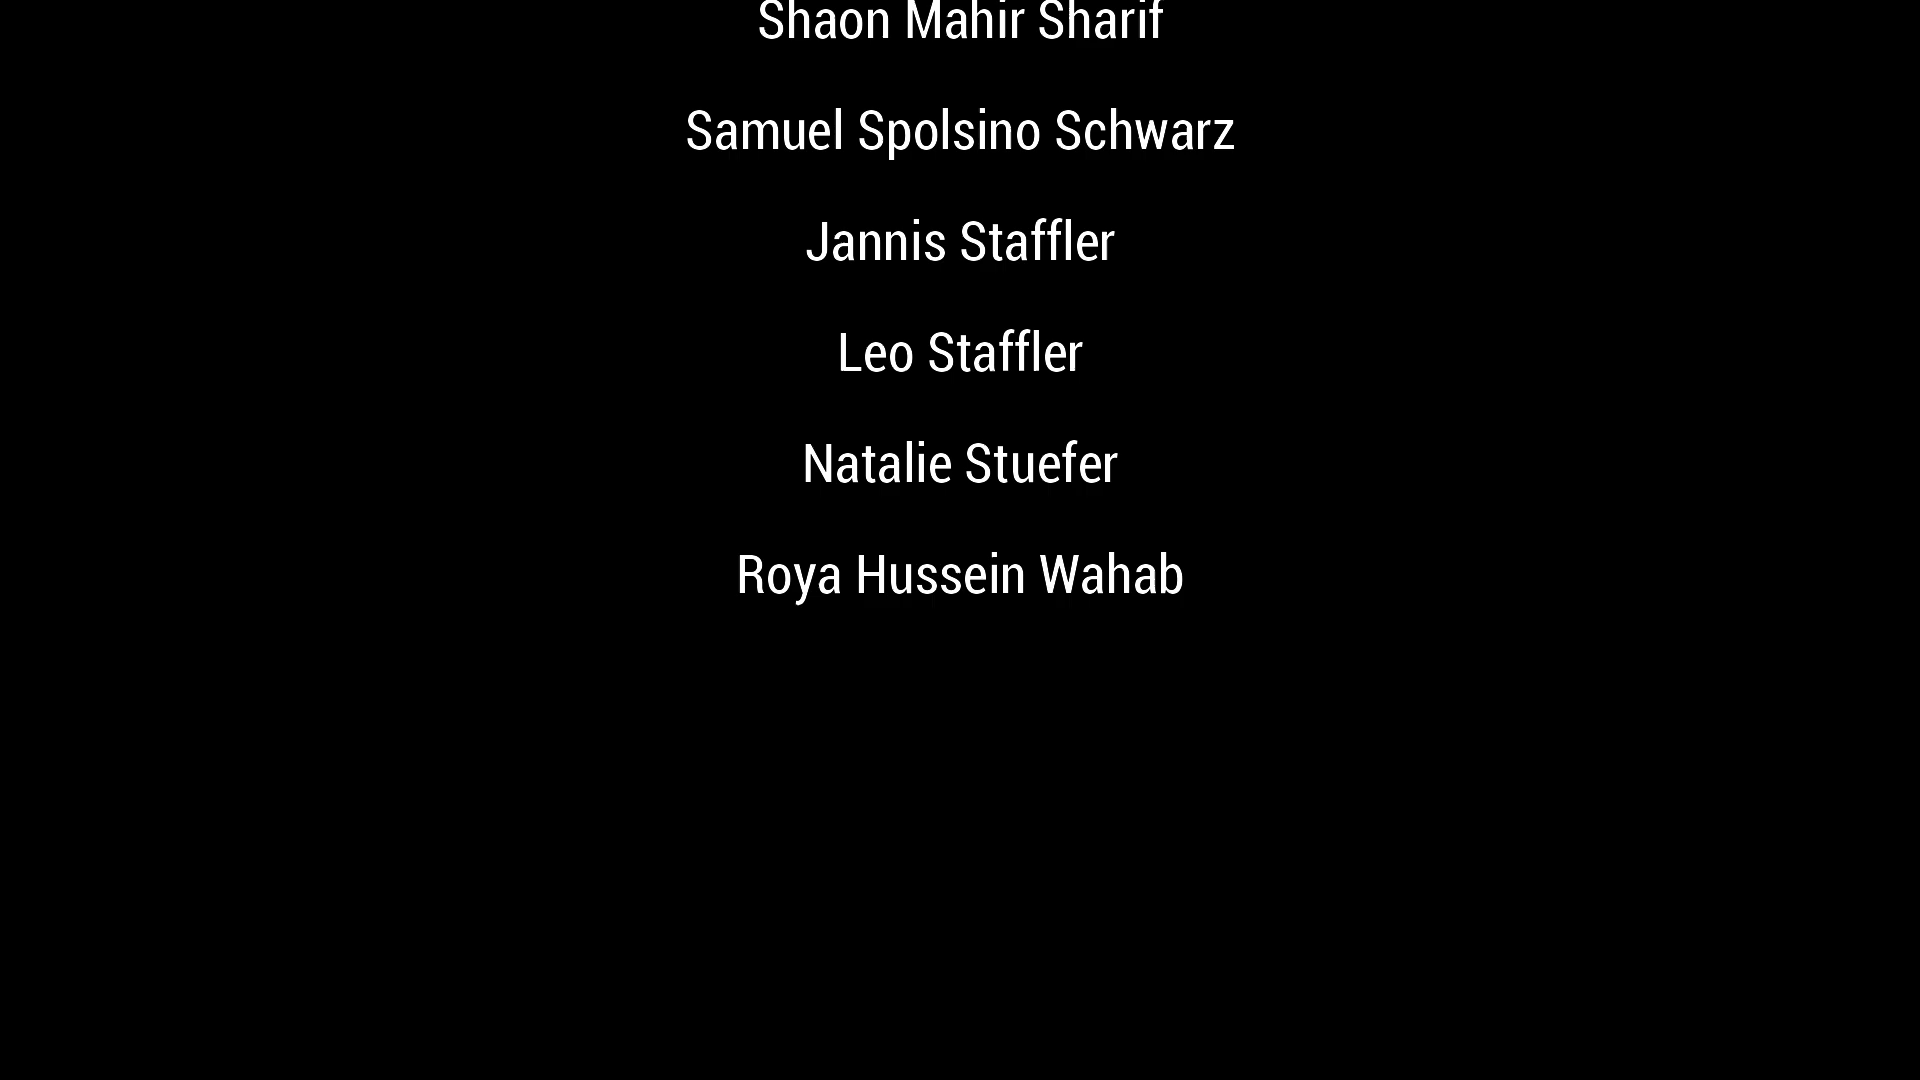 Shaon Mahir Sharif
Samuel Spolsino Schwarz
Jannis Staffler
Leo Staffler
Natalie Stuefer
Roya Hussein Wahab